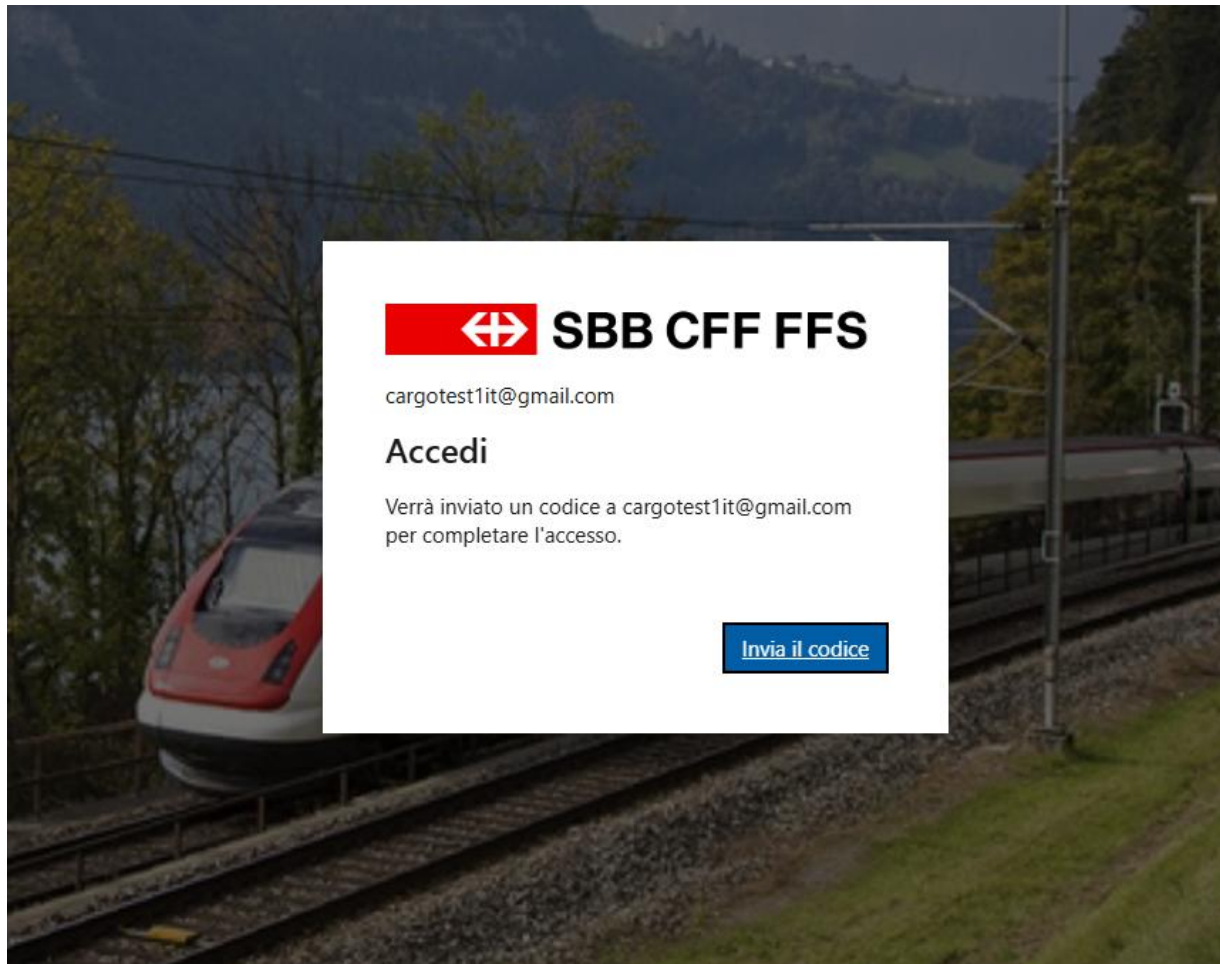 SBB CFF FFS
cargotest1it@gmail.com
Accedi
Verrà inviato un codice a cargotest1it@gmail.com
per completare l'accesso.
Invia il codice